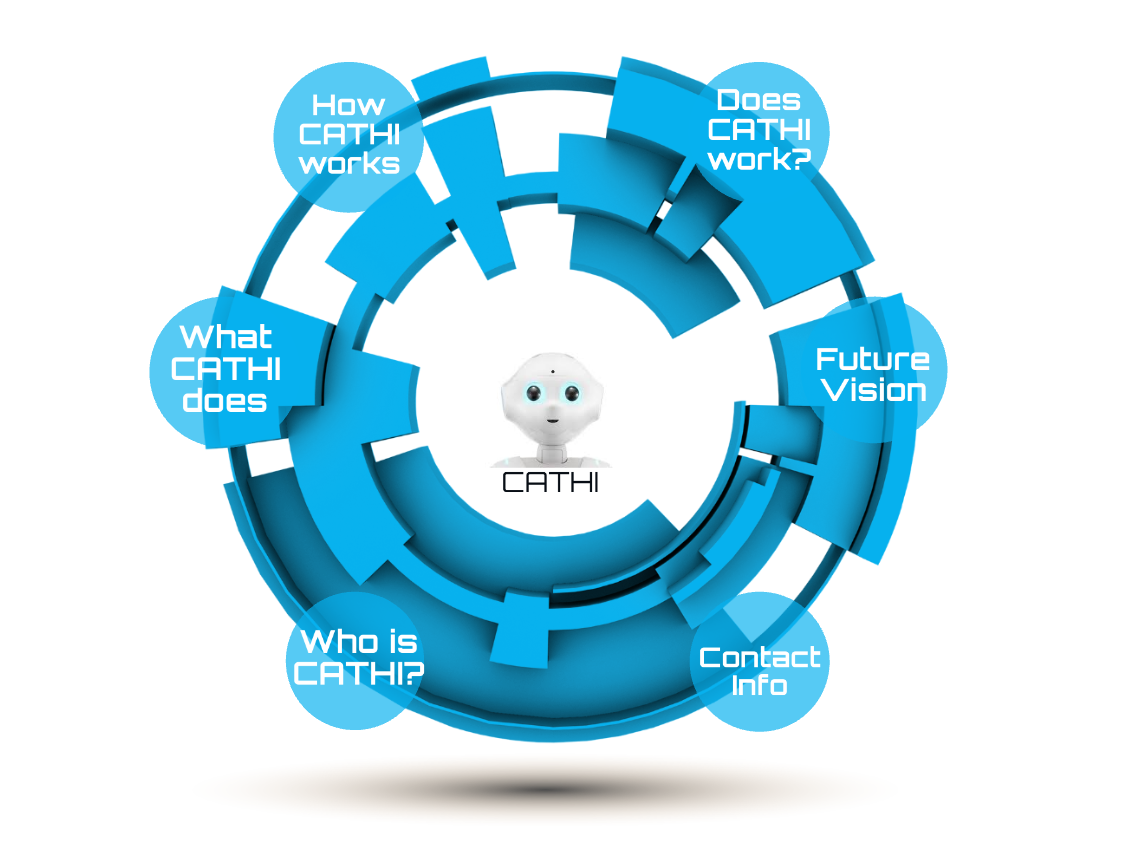 How
CATHI
works
Does
CATHI
work?
What
CATHI
does
Future
Vision
CATHI
Who is
CATHI?
Contact
Info